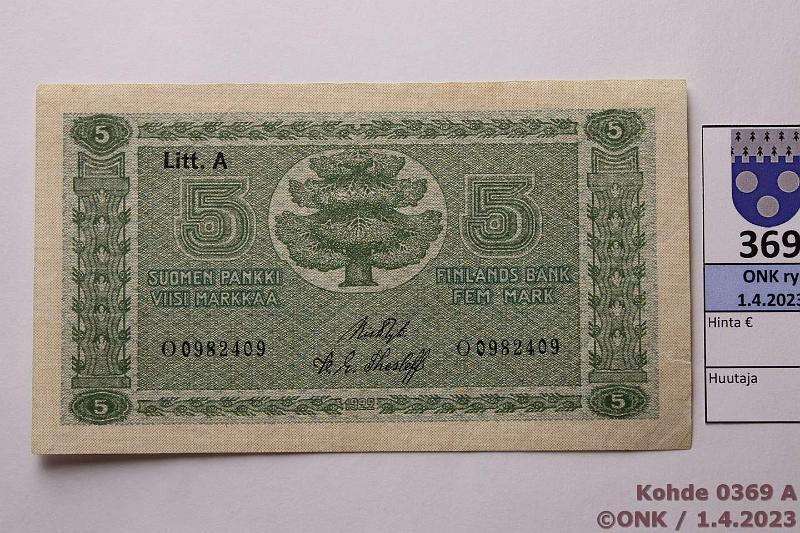 5 5
Litt. A
5 5
SUOMEN PANKKI
VIISI MARKKAA
FINLANDS BANK
FEM MARK
O0982409 O0982409
5 1922 5
369
ONK ry
1.4.2023
Hinta €
Huutaja
Kohde 0369 A
©ONK / 1.4.2023